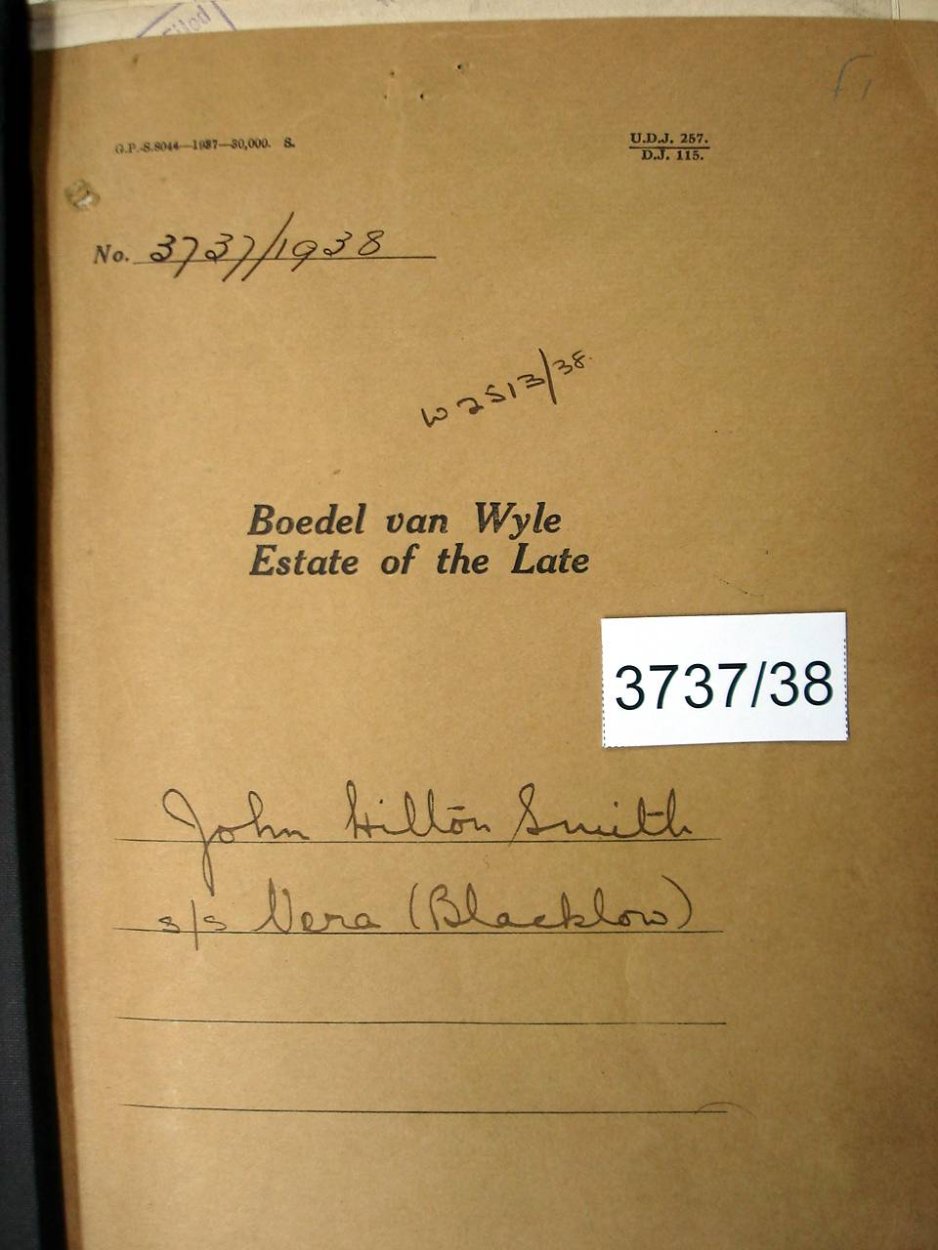 Filed
G.P.-S.8044—1937—30,000. S.
U.D.J. 257.
D.J. 115.
No. 3737/1938
W2513/38.
Boedel van Wyle
Estate of the Late
3737/38
John Hilton Smith
s/s Vera (Blacklow)